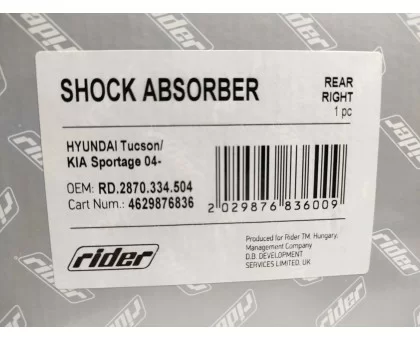 rider
SHOCK ABSORBER
REAR
RIGHT
1 pc
HYUNDAI Tucson/
KIA Sportage 04-
OEM: RD.2870.334.504
Cart Num.: 4629876836
2 029876 836009
rider
Produced for Rider TM. Hungary,
Management Company
D.B. DEVELOPMENT
SERVICES LIMITED, UK